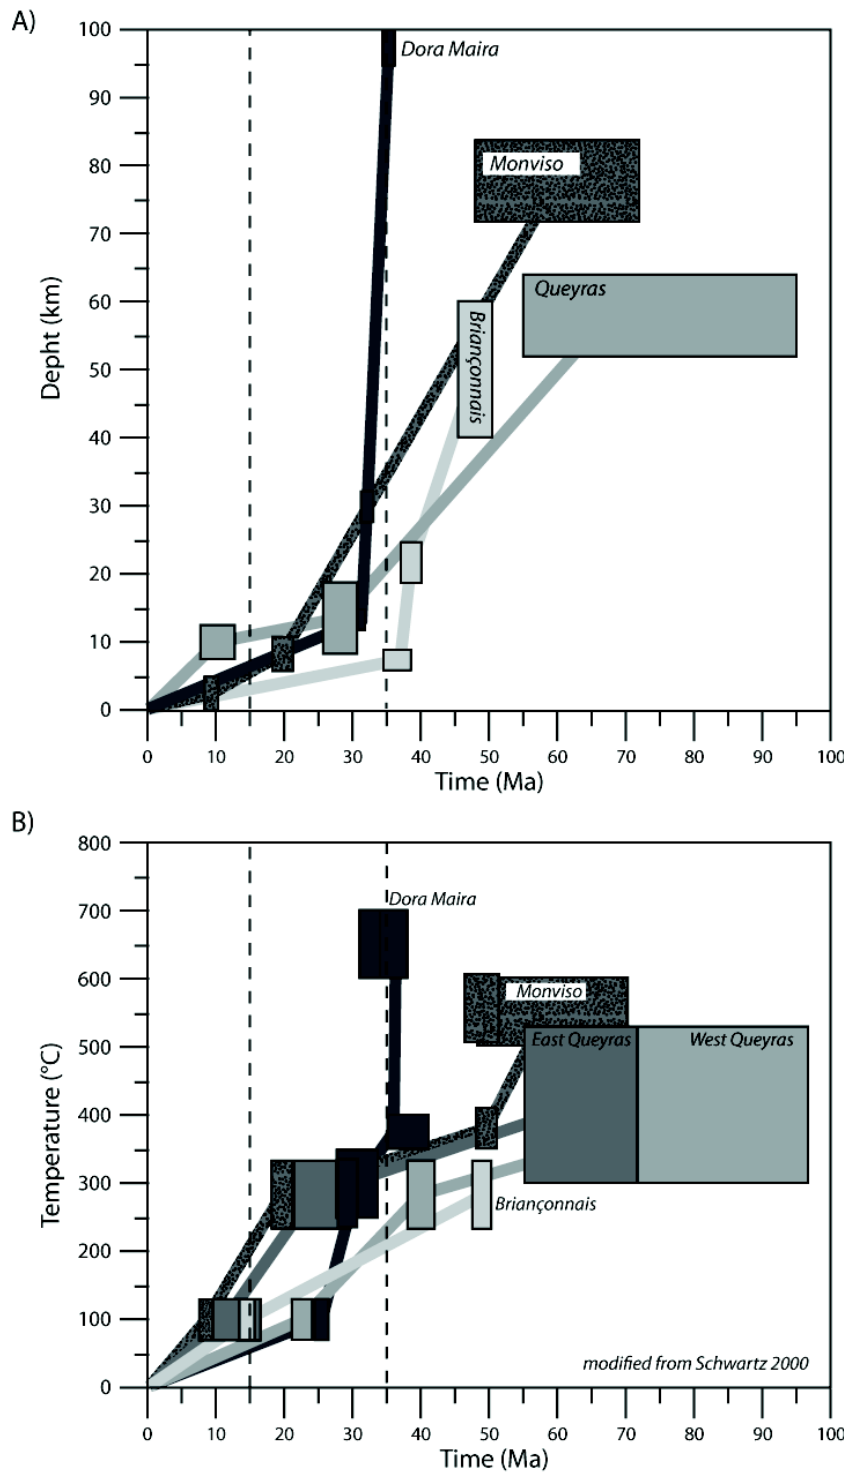 A)
100
90
80
70
60
50
40
30
20
10
0
Depht (km)
Dora Maira
Monviso
Queyras
Briançonnais
0 10 20 30 40 50 60 70 80 90 100
Time (Ma)
B)
800
700
600
500
400
300
200
100
0
Temperature (°C)
Dora Maira
Monviso
East Queyras West Queyras
Briançonnais
modified from Schwartz 2000
0 10 20 30 40 50 60 70 80 90 100
Time (Ma)